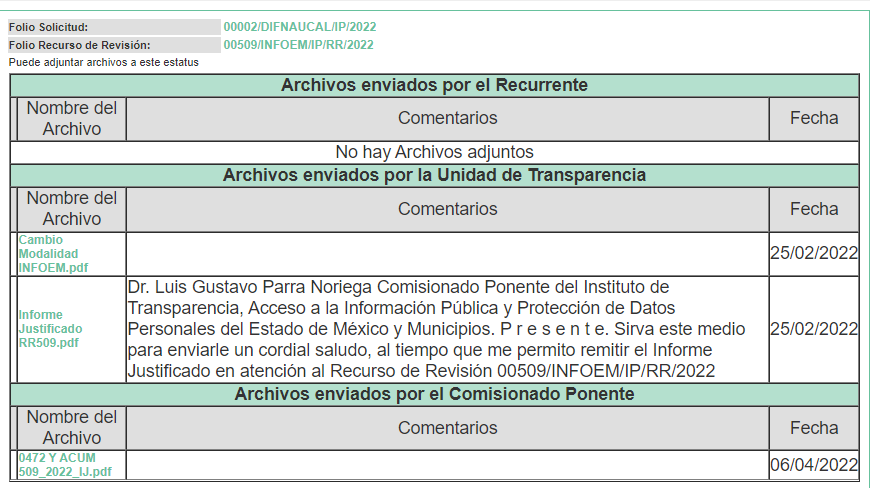 Folio Solicitud: 00002/DIFNAUCAL/IP/2022
Folio Recurso de Revisión: 00509/INFOEM/IP/RR/2022
Puede adjuntar archivos a este estatus
Archivos enviados por el Recurrente
Nombre del
Archivo
Comentarios
Fecha
No hay Archivos adjuntos
Archivos enviados por la Unidad de Transparencia
Nombre del
Archivo
Comentarios
Fecha
Cambio
Modalidad
INFOEM.pdf
25/02/2022
Informe
Justificado
RR509.pdf
Dr. Luis Gustavo Parra Noriega Comisionado Ponente del Instituto de
Transparencia, Acceso a la Información Pública y Protección de Datos
Personales del Estado de México y Municipios. P r e s e n t e. Sirva este medio
para enviarle un cordial saludo, al tiempo que me permito remitir el Informe
Justificado en atención al Recurso de Revisión 00509/INFOEM/IP/RR/2022
25/02/2022
Archivos enviados por el Comisionado Ponente
Nombre del
Archivo
Comentarios
Fecha
0472 Y ACUM
509_2022_IJ.pdf
06/04/2022